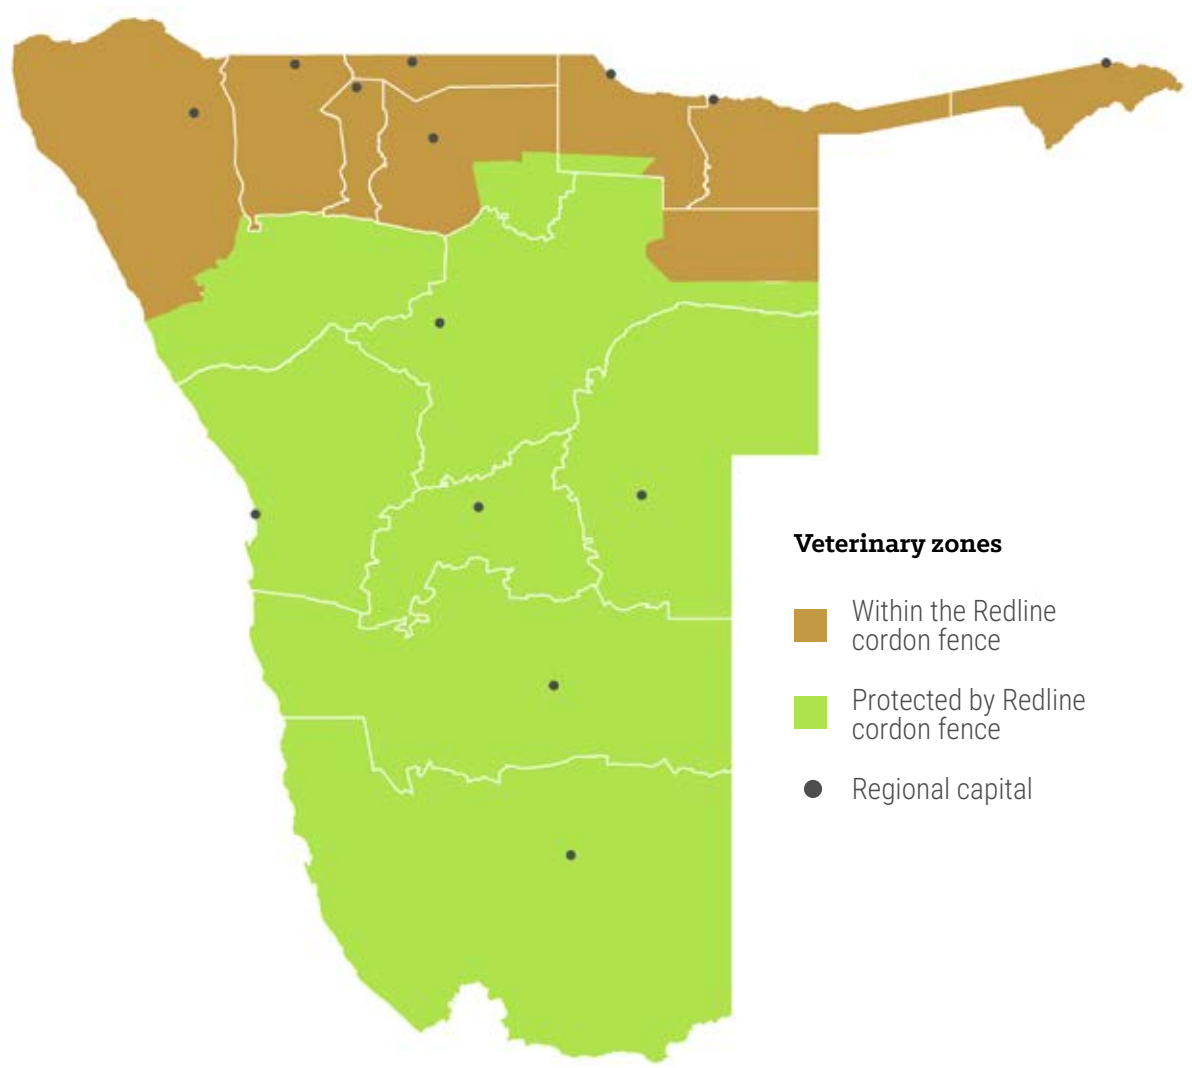 Veterinary zones
Within the Redline
cordon fence
Protected by Redline
cordon fence
Regional capital